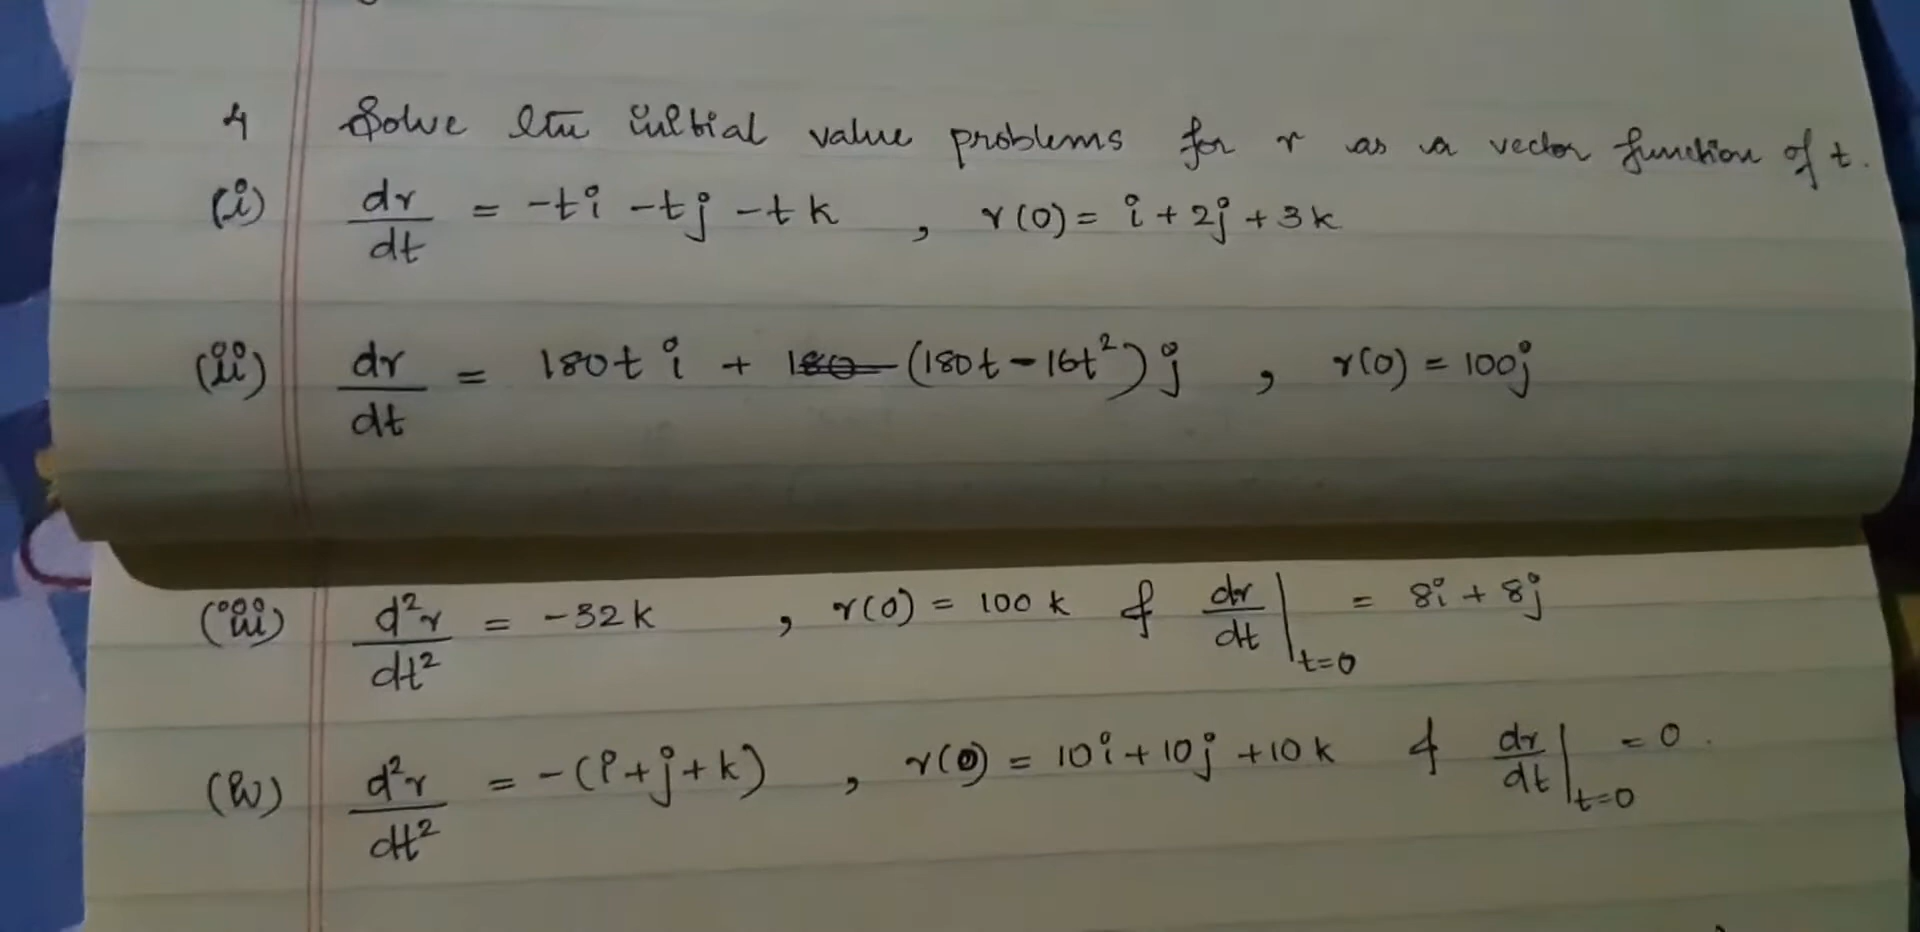 4 Solve the initial value problems for r as a vector function of t.
(i) dr/dt = -ti - tj - tk , r(0) = i + 2j + 3k
(ii) dr/dt = 180t i + 180 (180t - 16t²) j , r(0) = 100j
(iii) d²r/dt² = -32k , r(0) = 100 k & dr/dt|t=0 = 8i + 8j
(iv) d²r/dt² = -(i + j + k) , r(0) = 10i + 10j + 10k & dr/dt|t=0 = 0.